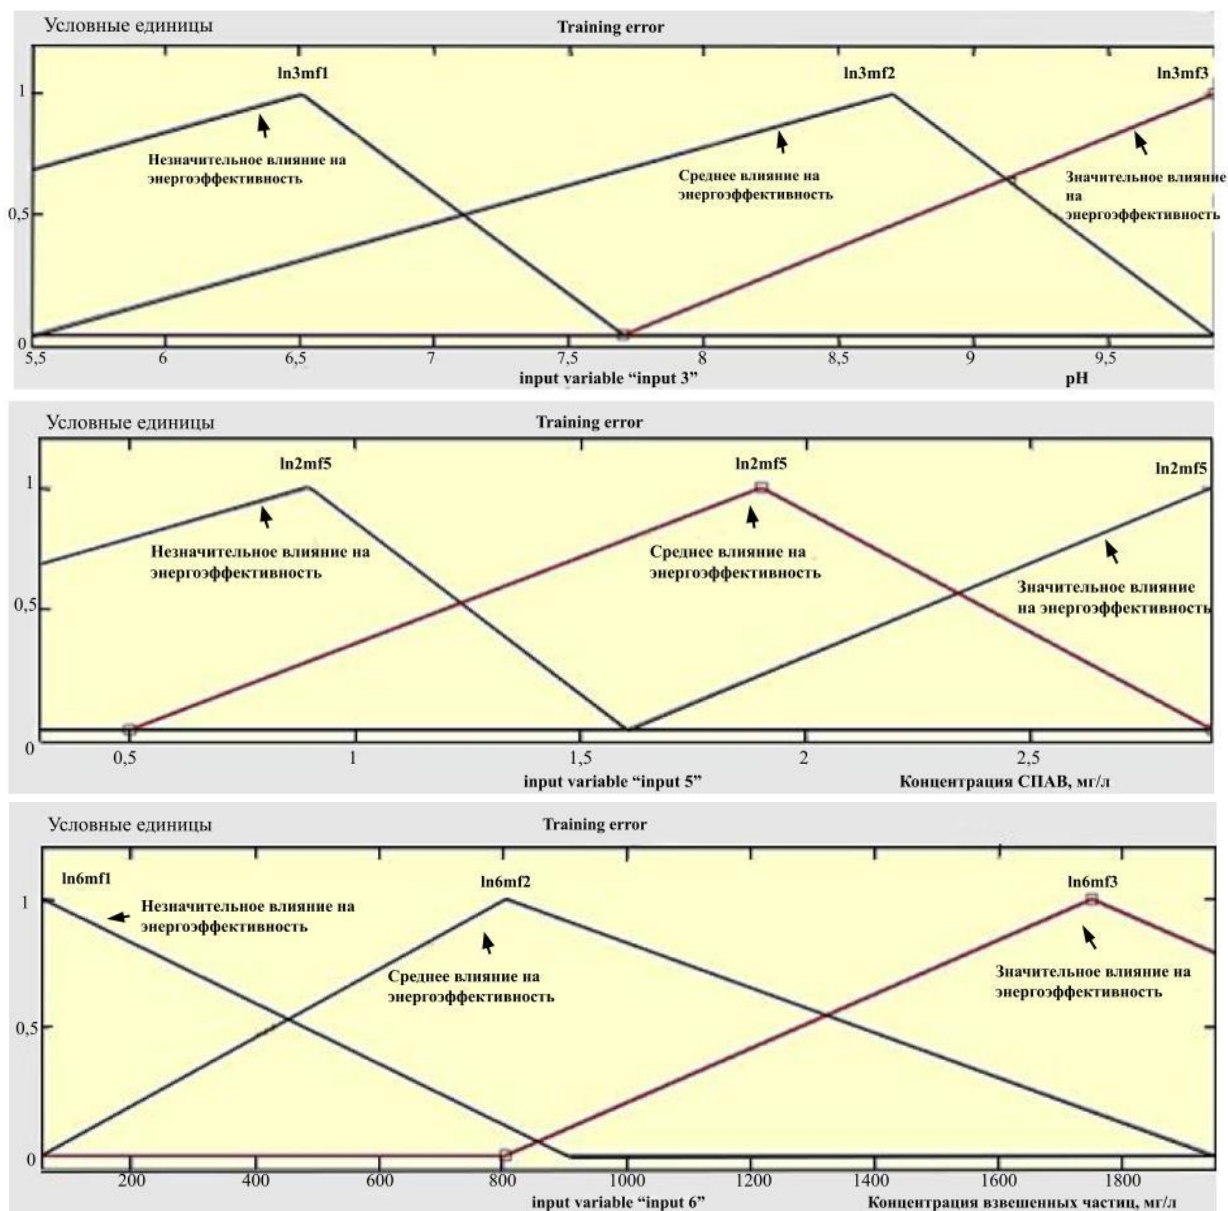 Условные единицы
Training error
ln3mf1
ln3mf2
ln3mf3
1
Незначительное влияние на
энергоэффективность
Среднее влияние на
энергоэффективность
Значительное влияние
на
энергоэффективность
0,5
0
5,5 6 6,5 7 7,5 8 8,5 9 9,5
input variable “input 3”
pH
Условные единицы
Training error
ln2mf5
ln2mf5
ln2mf5
1
Незначительное влияние на
энергоэффективность
Среднее влияние на
энергоэффективность
Значительное влияние
на энергоэффективность
0,5
0
0,5 1 1,5 2 2,5
input variable “input 5”
Концентрация СПАВ, мг/л
Условные единицы
Training error
ln6mf1
ln6mf2
ln6mf3
1
Незначительное влияние на
энергоэффективность
Среднее влияние на
энергоэффективность
Значительное влияние на
энергоэффективность
0,5
0
200 400 600 800 1000 1200 1400 1600 1800
input variable “input 6”
Концентрация взвешенных частиц, мг/л